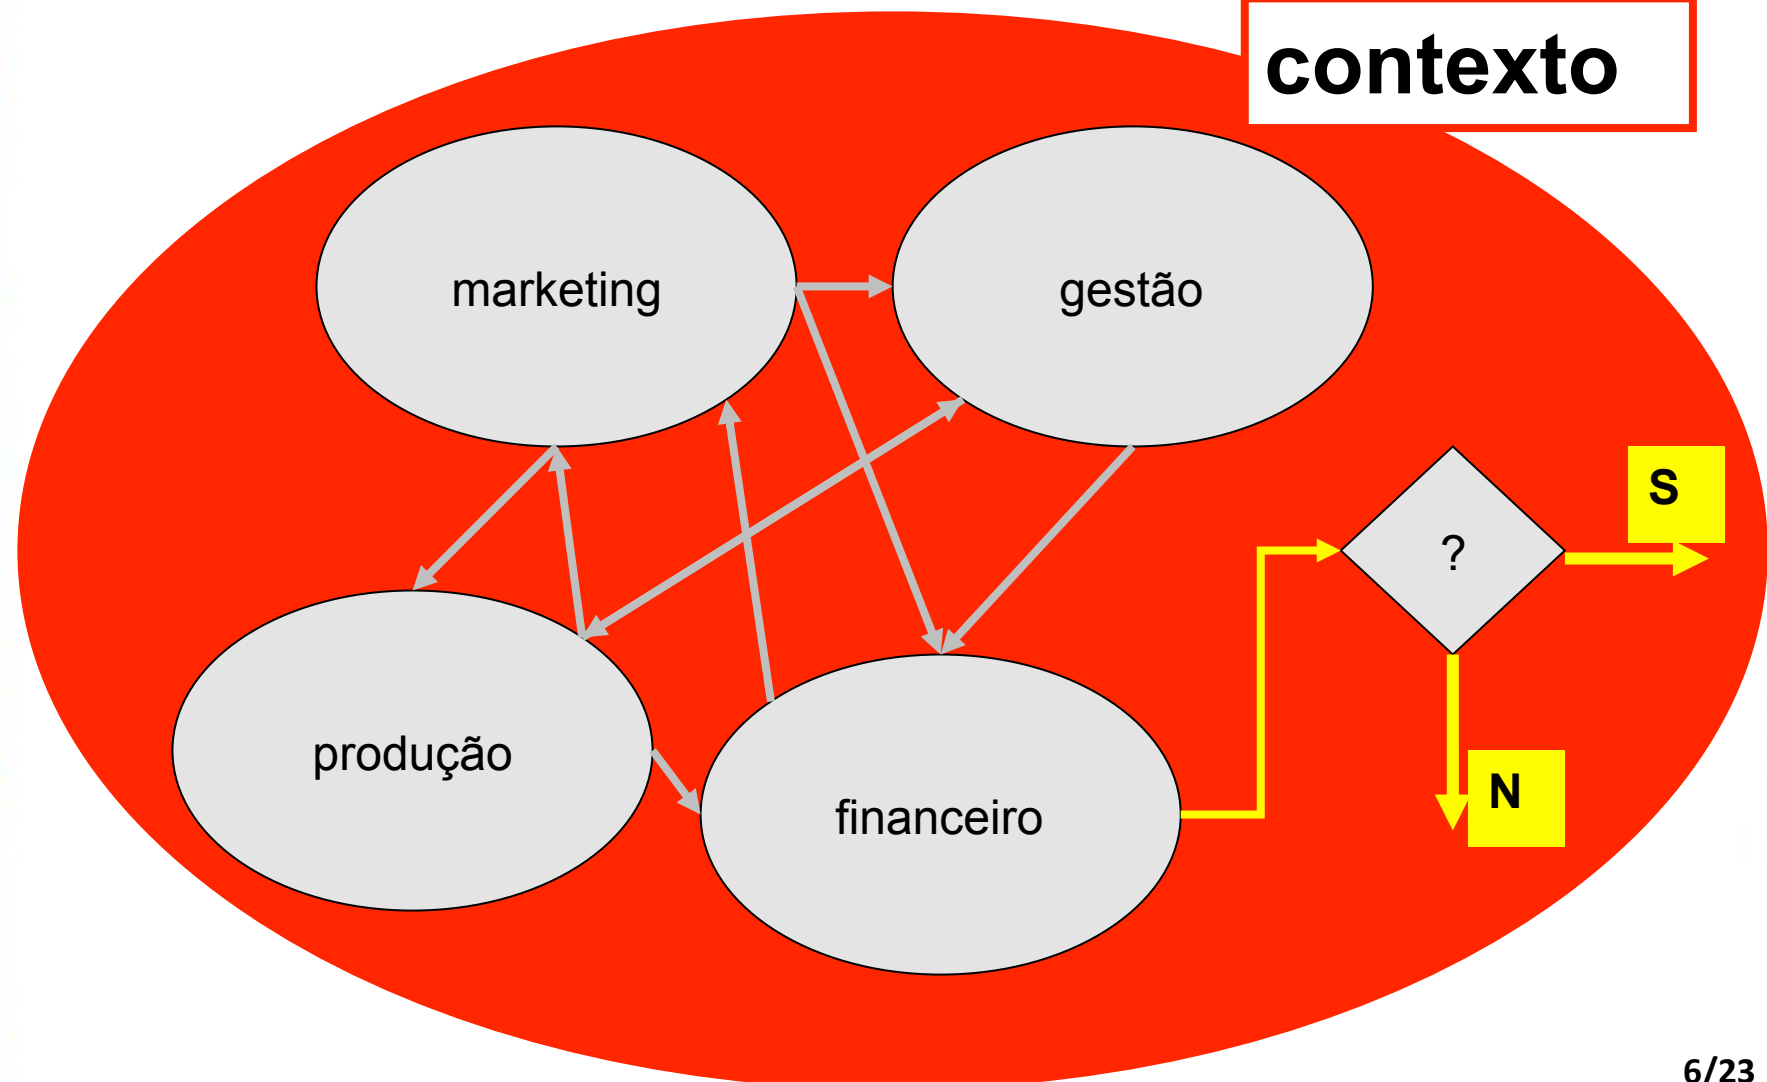 contexto
marketing
gestão
S
?
produção
N
financeiro
6/23